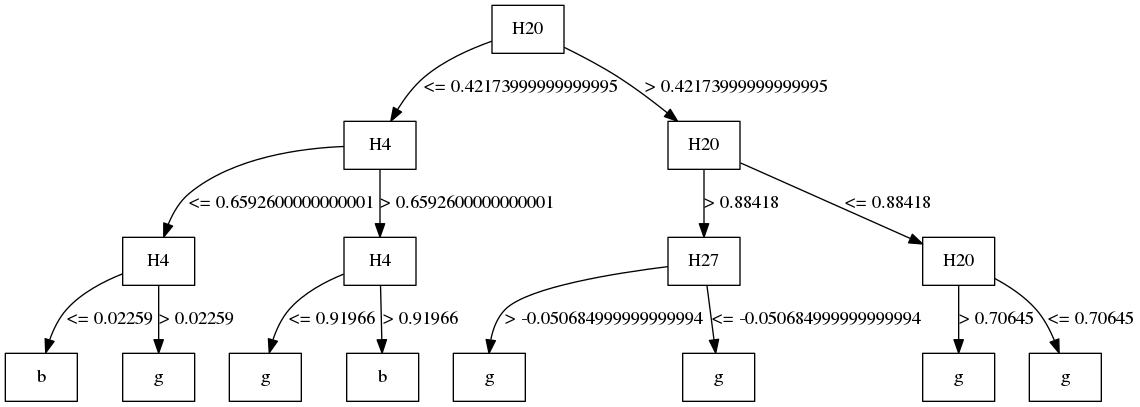 H20
<= 0.42173999999999995
> 0.42173999999999995
H4
H20
<= 0.6592600000000001
> 0.6592600000000001
> 0.88418
<= 0.88418
H4
H4
H27
H20
<= 0.02259
> 0.02259
<= 0.91966
> 0.91966
> -0.050684999999999994
<= -0.050684999999999994
> 0.70645
<= 0.70645
b
g
g
b
g
g
g
g